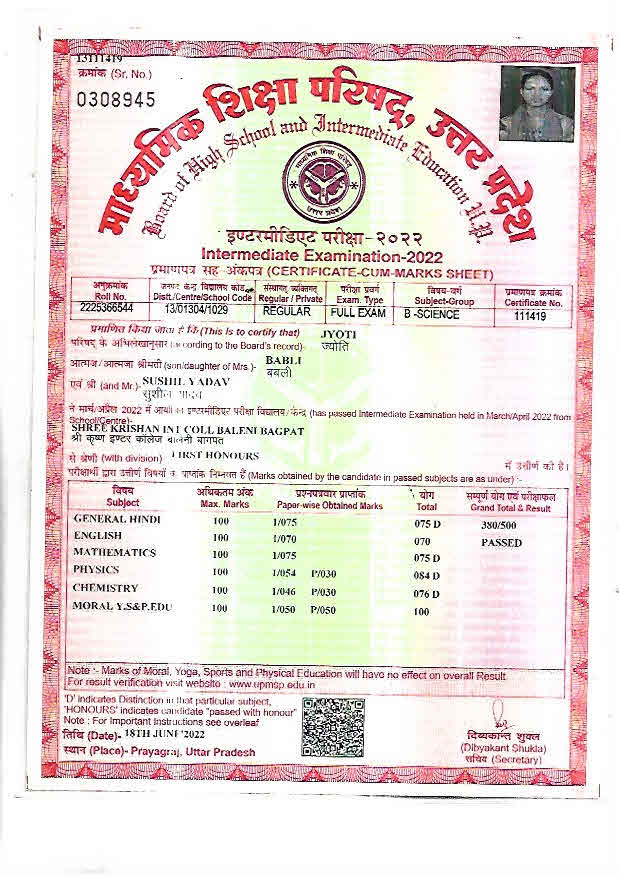 13111419
क्रमांक (Sr. No.)
0308945
माध्यमिक शिक्षा परिषद्, उत्तर प्रदेश
Board of High School and Intermediate Education U.P.
माध्यमिक शिक्षा परिषद्
उत्तर प्रदेश
इण्टरमीडिएट परीक्षा-२०२२
Intermediate Examination-2022
प्रमाणपत्र सह अंकपत्र (CERTIFICATE-CUM-MARKS SHEET)
अनुक्रमांक जनपद केन्द्र विद्यालय कोड संस्थागत व्यक्तिगत परीक्षा प्रवर्ग विषय-वर्ग प्रमाणपत्र क्रमांक
Roll No. Distt./Centre/School Code Regular / Private Exam. Type Subject-Group Certificate No.
2225366544 13/01304/1029 REGULAR FULL EXAM B -SCIENCE 111419
प्रमाणित किया जाता है कि (This is to certify that) JYOTI
परिषद के अभिलेखानुसार (according to the Board's record)- ज्योति
आत्मज/आत्मजा श्रीमती (son/daughter of Mrs.)- BABLI
बबली
एवं श्री (and Mr.)- SUSHIL YADAV
सुशील यादव
ने मार्च/अप्रैल 2022 में आयोजित इण्टरमीडिएट परीक्षा विद्यालय/केन्द्र (has passed Intermediate Examination held in March/April 2022 from
School/Centre)-
SHREE KRISHAN INT COLL BALENI BAGPAT
श्री कृष्ण इण्टर कॉलेज बालैनी बागपत
से श्रेणी (with division) FIRST HONOURS में उत्तीर्ण की है।
परीक्षार्थी द्वारा उत्तीर्ण विषयों के प्राप्तांक निम्नवत हैं (Marks obtained by the candidate in passed subjects are as under) :-
विषय अधिकतम अंक प्रश्नपत्रवार प्राप्तांक योग सम्पूर्ण योग एवं परीक्षाफल
Subject Max. Marks Paper-wise Obtained Marks Total Grand Total & Result
GENERAL HINDI 100 1/075 075 D 380/500
ENGLISH 100 1/070 070 PASSED
MATHEMATICS 100 1/075 075 D
PHYSICS 100 1/054 P/030 084 D
CHEMISTRY 100 1/046 P/030 076 D
MORAL Y.S&P.EDU 100 1/050 P/050 100
Note :- Marks of Moral, Yoga, Sports and Physical Education will have no effect on overall Result.
For result verification visit website : www.upmsp.edu.in
'D' indicates Distinction in that particular subject,
'HONOURS' indicates candidate "passed with honour"
Note : For Important Instructions see overleaf
तिथि (Date)- 18TH JUNE'2022
स्थान (Place)- Prayagraj, Uttar Pradesh
दिव्यकान्त शुक्ल
(Dibyakant Shukla)
सचिव (Secretary)